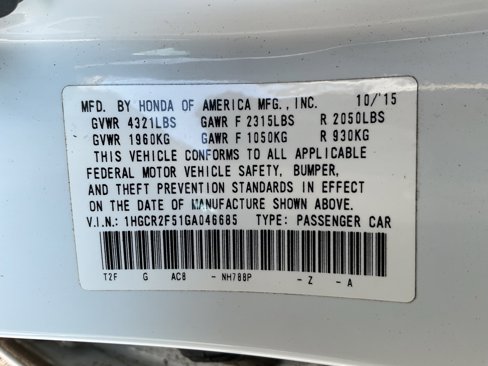 MFD. BY HONDA OF AMERICA MFG., INC. 10/'15
GVWR 4321LBS GAWR F 2315LBS R 2050LBS
GVWR 1960KG GAWR F 1050KG R 930KG
THIS VEHICLE CONFORMS TO ALL APPLICABLE
FEDERAL MOTOR VEHICLE SAFETY, BUMPER,
AND THEFT PREVENTION STANDARDS IN EFFECT
ON THE DATE OF MANUFACTURE SHOWN ABOVE.
V.I.N.: 1HGCR2F51GA046685 TYPE: PASSENGER CAR
T2F G AC8 - NH788P - Z - A